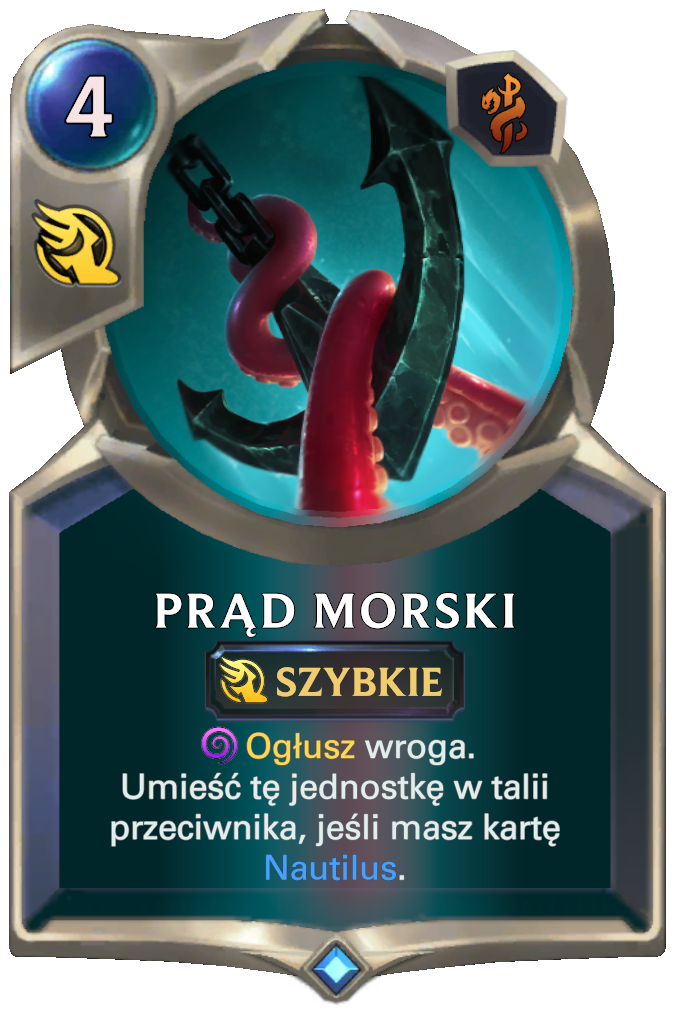 4
PRĄD MORSKI
SZYBKIE
Ogłusz wroga.
Umieść tę jednostkę w talii
przeciwnika, jeśli masz kartę
Nautilus.